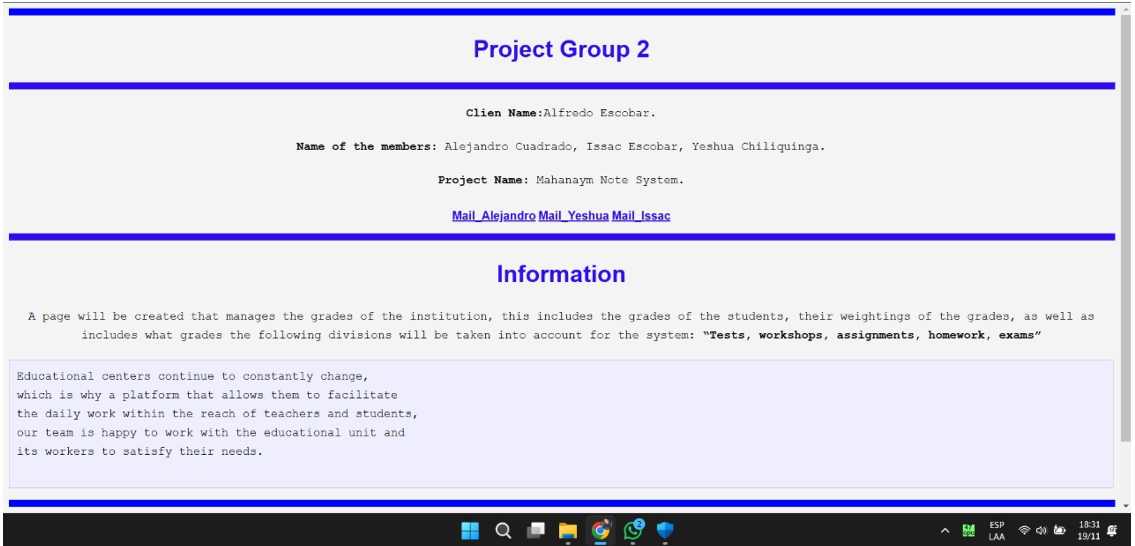 Project Group 2
Clien Name:Alfredo Escobar.
Name of the members: Alejandro Cuadrado, Issac Escobar, Yeshua Chiliquinga.
Project Name: Mahanaym Note System.
Mail_Alejandro Mail_Yeshua Mail_Issac
Information
A page will be created that manages the grades of the institution, this includes the grades of the students, their weightings of the grades, as well as
includes what grades the following divisions will be taken into account for the system: “Tests, workshops, assignments, homework, exams”
Educational centers continue to constantly change,
which is why a platform that allows them to facilitate
the daily work within the reach of teachers and students,
our team is happy to work with the educational unit and
its workers to satisfy their needs.
2
ESP
LAA
18:31
19/11